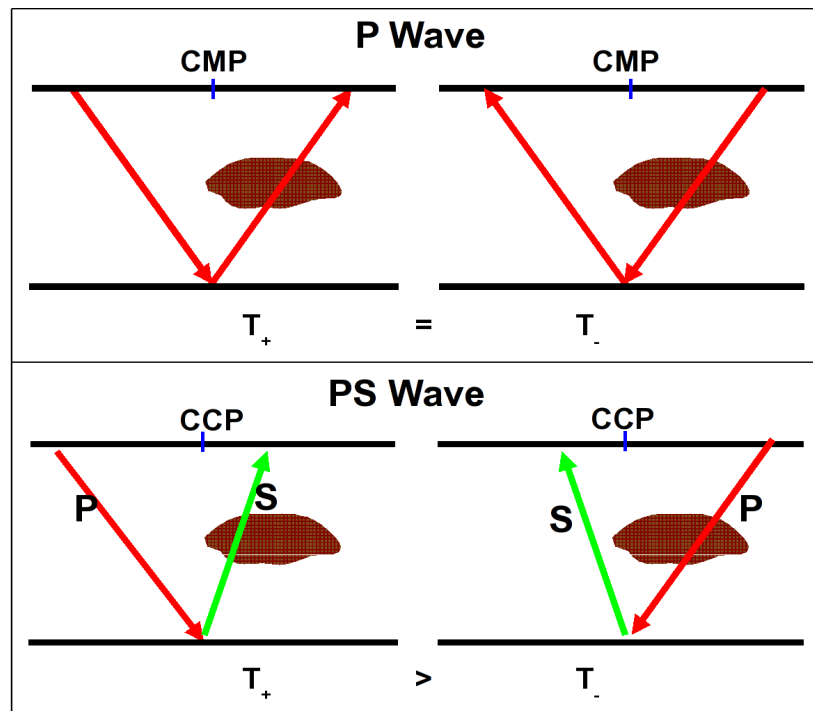 P Wave
CMP CMP
T+ = T-
PS Wave
CCP CCP
P S S P
T+ > T-